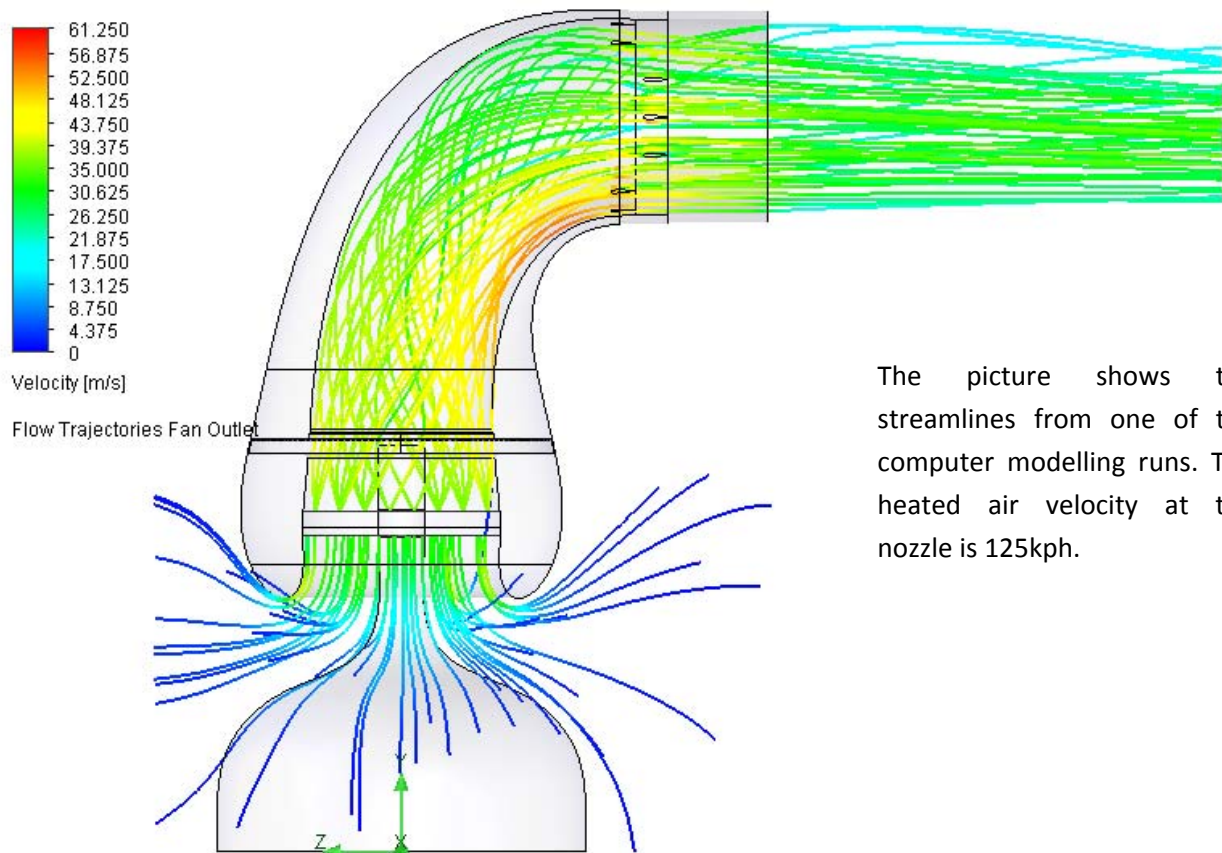 61.250
56.875
52.500
48.125
43.750
39.375
35.000
30.625
26.250
21.875
17.500
13.125
8.750
4.375
0
Velocity [m/s]
Flow Trajectories Fan Outlet
The picture shows
streamlines from one of
computer modelling runs.
heated air velocity at
nozzle is 125kph.
Y
Z
X